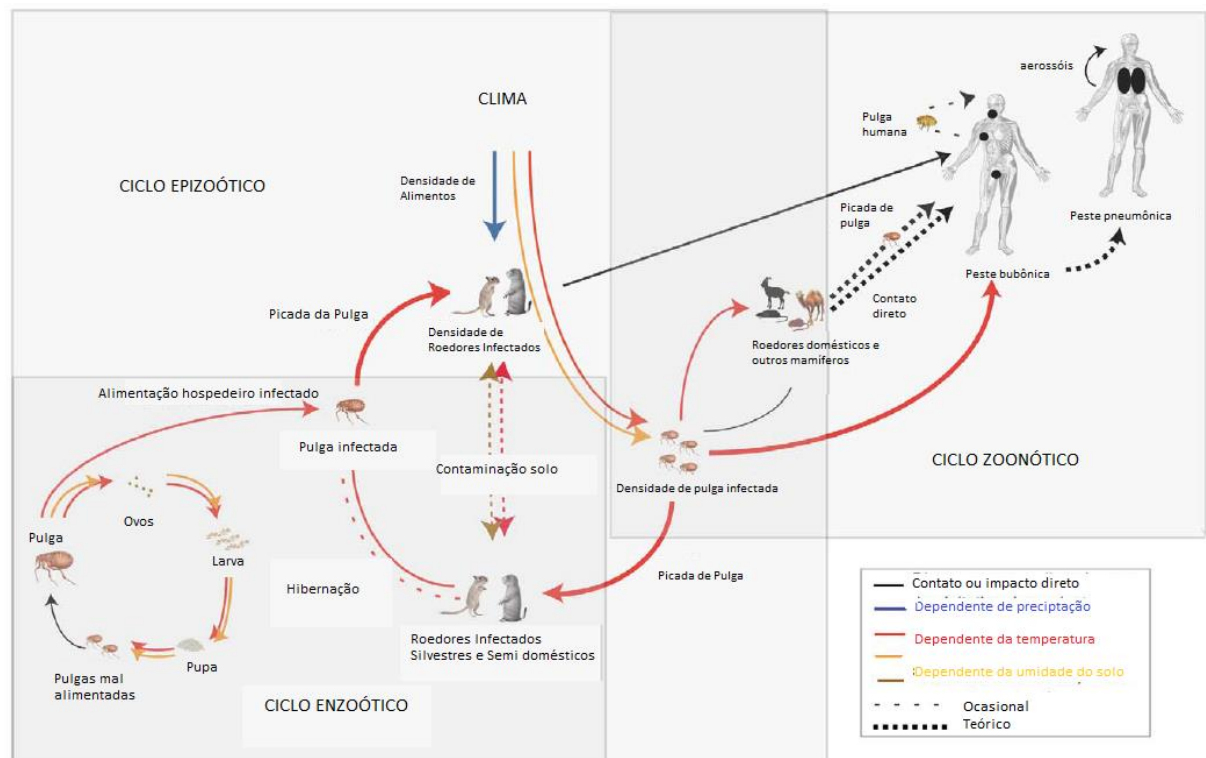 CLIMA
CICLO EPIZOÓTICO
Densidade de
Alimentos
Picada da Pulga
Densidade de
Roedores Infectados
Alimentação hospedeiro infectado
Pulga infectada
Contaminação solo
Ovos
Pulga
Larva
Hibernação
Pupa
Pulgas mal
alimentadas
Roedores Infectados
Silvestres e Semi domésticos
CICLO ENZOÓTICO
Picada de Pulga
Densidade de pulga infectada
Roedores domésticos e
outros mamíferos
Contato
direto
Picada de
pulga
Pulga
humana
aerossóis
Peste pneumônica
Peste bubônica
CICLO ZOONÓTICO
Contato ou impacto direto
Dependente de preciptação
Dependente da temperatura
Dependente da umidade do solo
Ocasional
Teórico